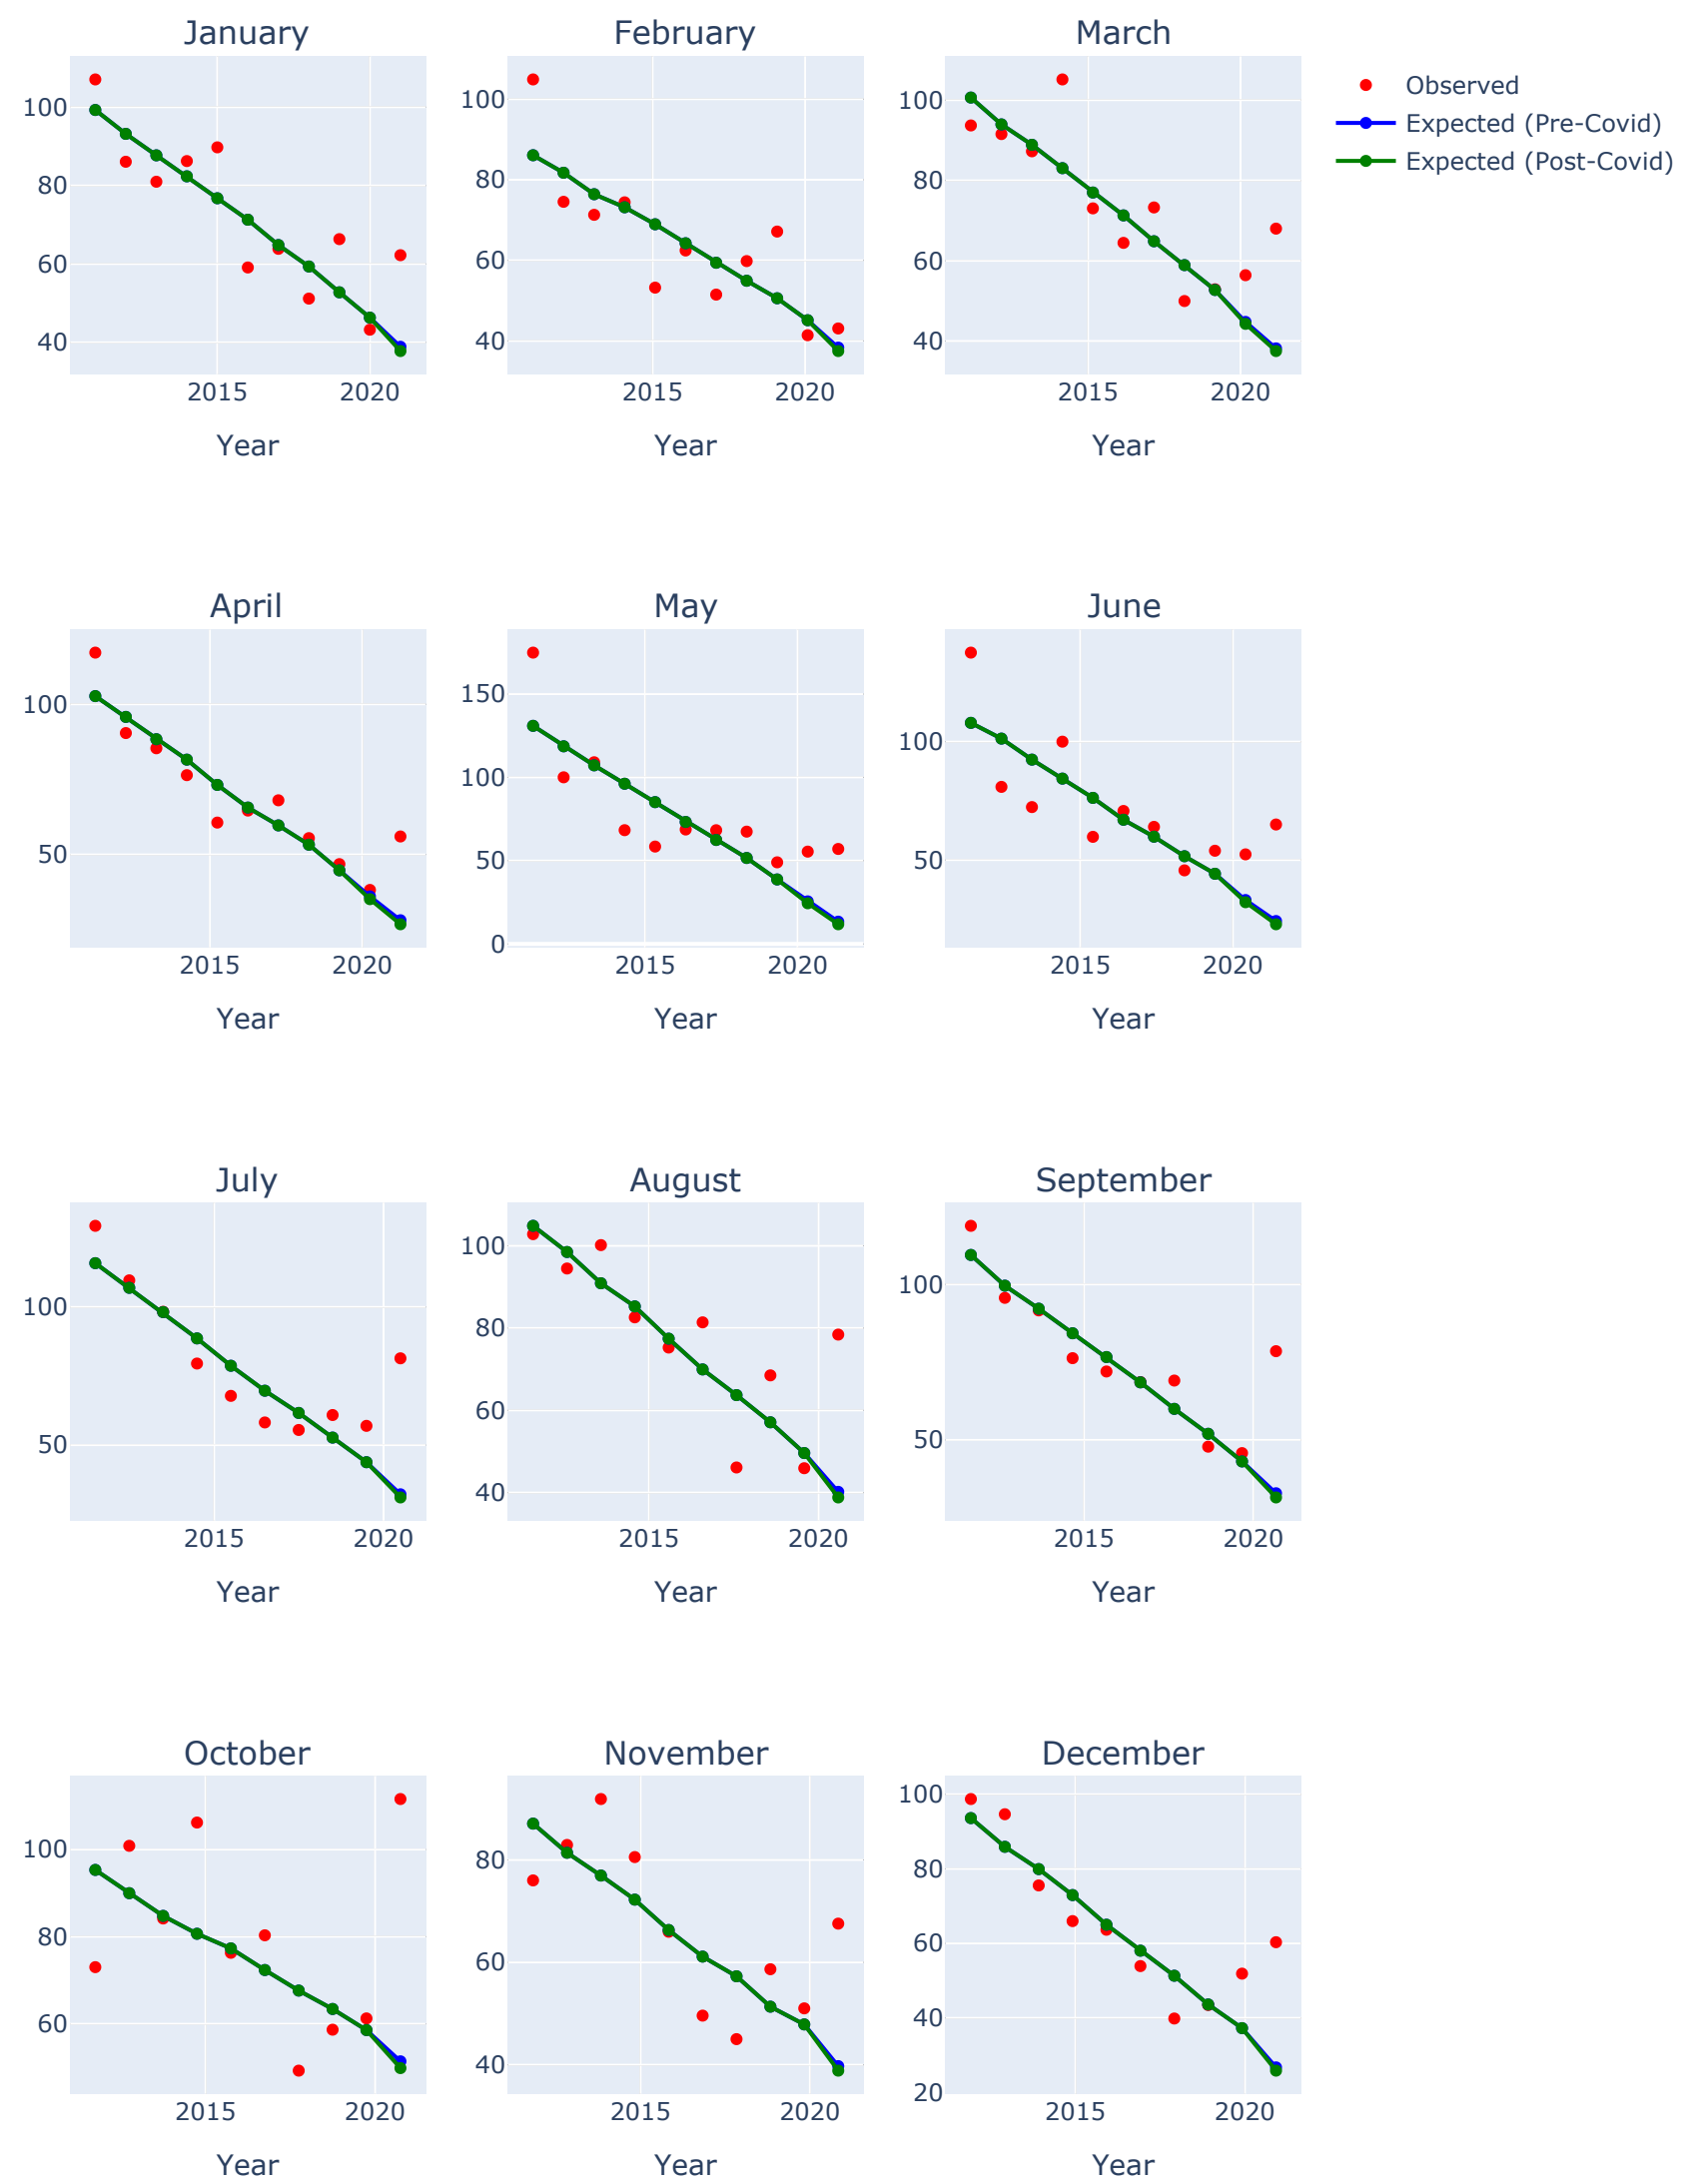 January
February
March
Observed
Expected (Pre-Covid)
Expected (Post-Covid)
100
80
60
40
2015
2020
Year
100
80
60
40
2015
2020
Year
100
80
60
40
2015
2020
Year
April
May
June
100
50
2015
2020
Year
150
100
50
0
2015
2020
Year
100
50
2015
2020
Year
July
August
September
100
50
2015
2020
Year
100
80
60
40
2015
2020
Year
100
50
2015
2020
Year
October
November
December
100
80
60
2015
2020
Year
80
60
40
2015
2020
Year
100
80
60
40
20
2015
2020
Year